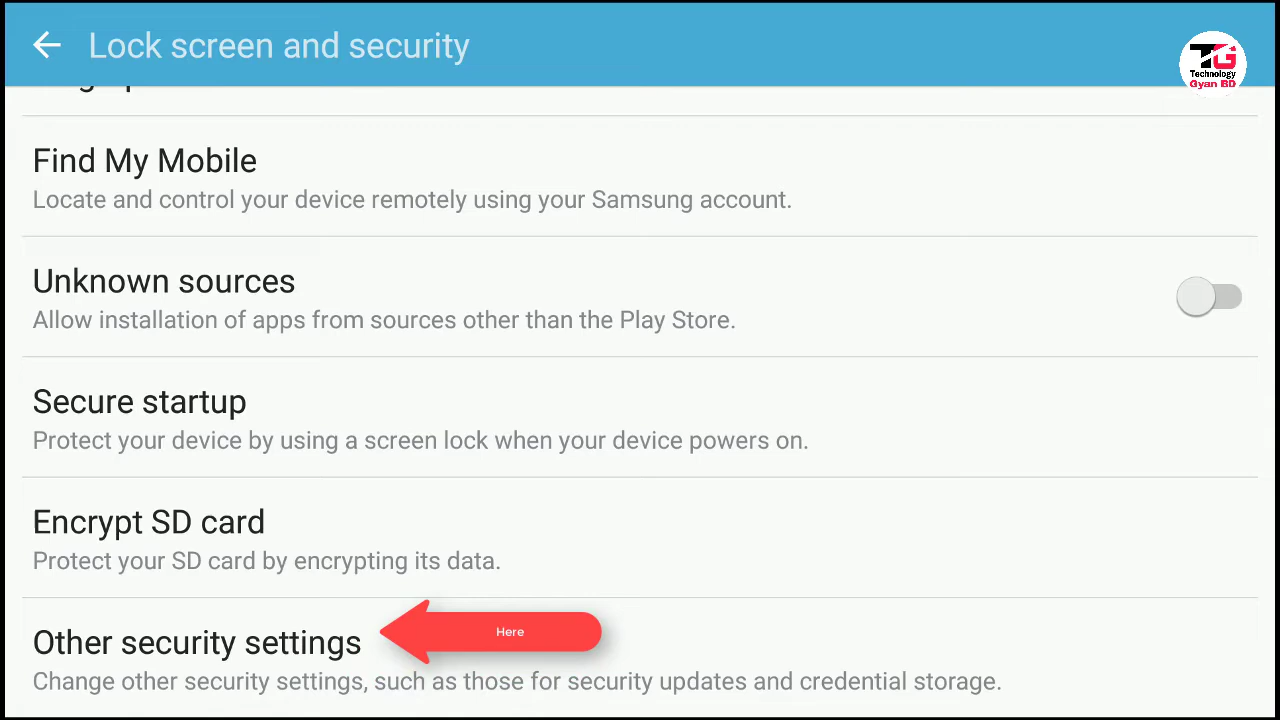 Lock screen and security
TG
Technology
Gyan BD
Find My Mobile
Locate and control your device remotely using your Samsung account.
Unknown sources
Allow installation of apps from sources other than the Play Store.
Secure startup
Protect your device by using a screen lock when your device powers on.
Encrypt SD card
Protect your SD card by encrypting its data.
Other security settings
Here
Change other security settings, such as those for security updates and credential storage.